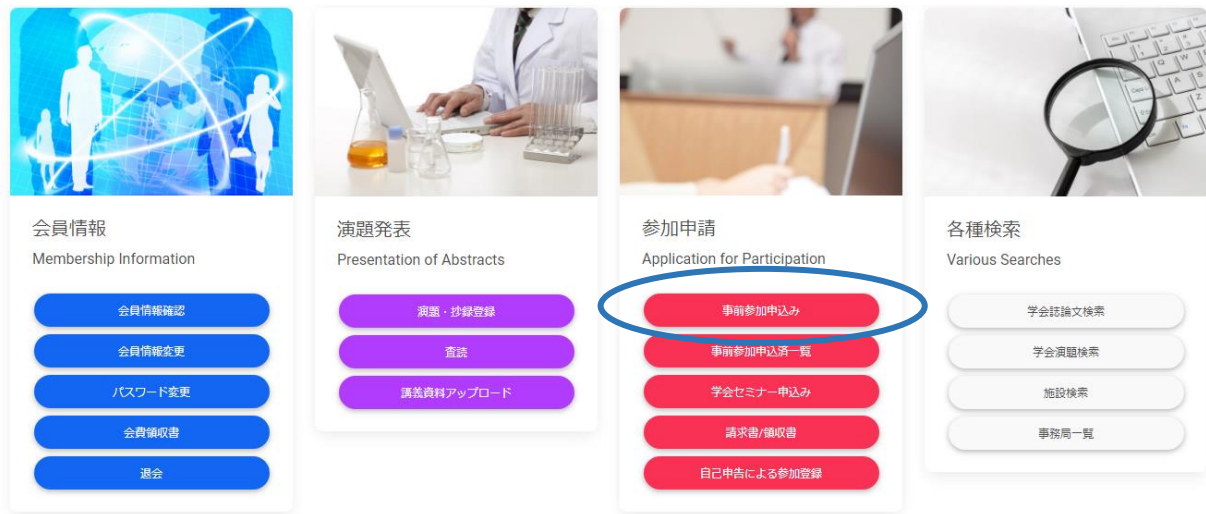 会員情報
Membership Information
会員情報確認
会員情報変更
パスワード変更
会費領収書
退会
演題発表
Presentation of Abstracts
演題・抄録登録
査読
講義資料アップロード
参加申請
Application for Participation
事前参加申込み
事前参加申込済一覧
学会セミナー申込み
請求書/領収書
自己申告による参加登録
各種検索
Various Searches
学会誌論文検索
学会演題検索
施設検索
事務局一覧